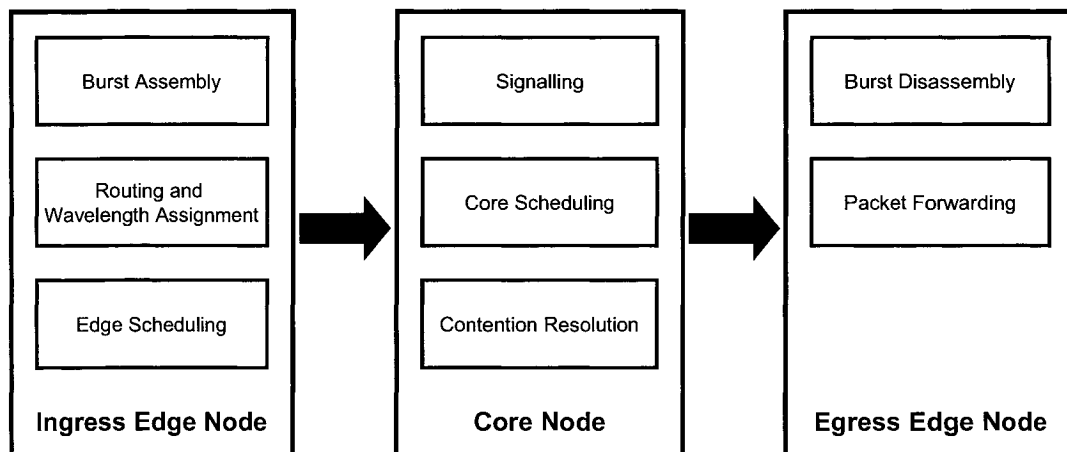 Burst Assembly
Routing and
Wavelength Assignment
Edge Scheduling
Ingress Edge Node
Signalling
Core Scheduling
Contention Resolution
Core Node
Burst Disassembly
Packet Forwarding
Egress Edge Node